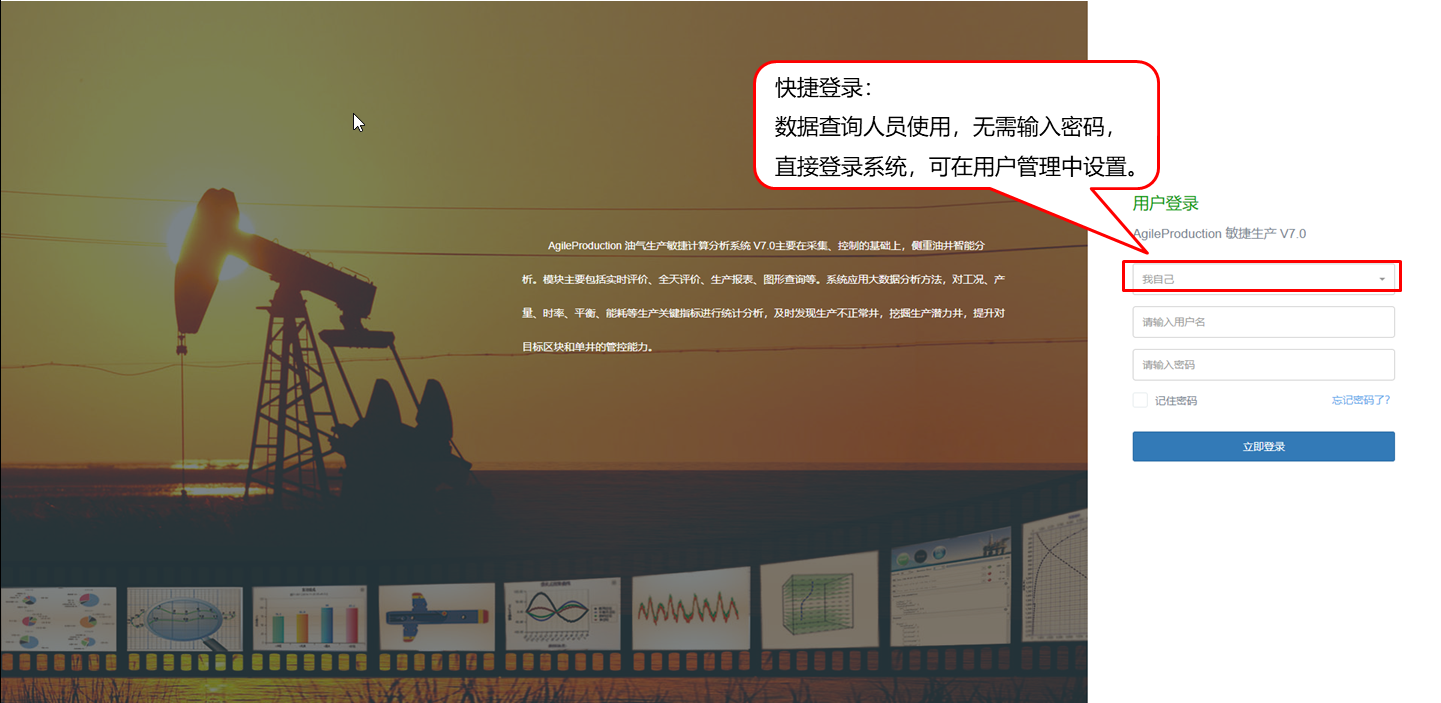 快捷登录：
数据查询人员使用，无需输入密码，
直接登录系统，可在用户管理中设置。
AgileProduction 油气生产敏捷计算分析系统 V7.0主要在采集、控制的基础上，侧重油井智能分
析。模块主要包括实时评价、全天评价、生产报表、图形查询等。系统应用大数据分析方法，对工况、产
量、时率、平衡、能耗等生产关键指标进行统计分析，及时发现生产不正常井，挖掘生产潜力井，提升对
目标区块和单井的管控能力。
用户登录
AgileProduction 敏捷生产 V7.0
我自己
请输入用户名
请输入密码
记住密码 忘记密码了？
立即登录